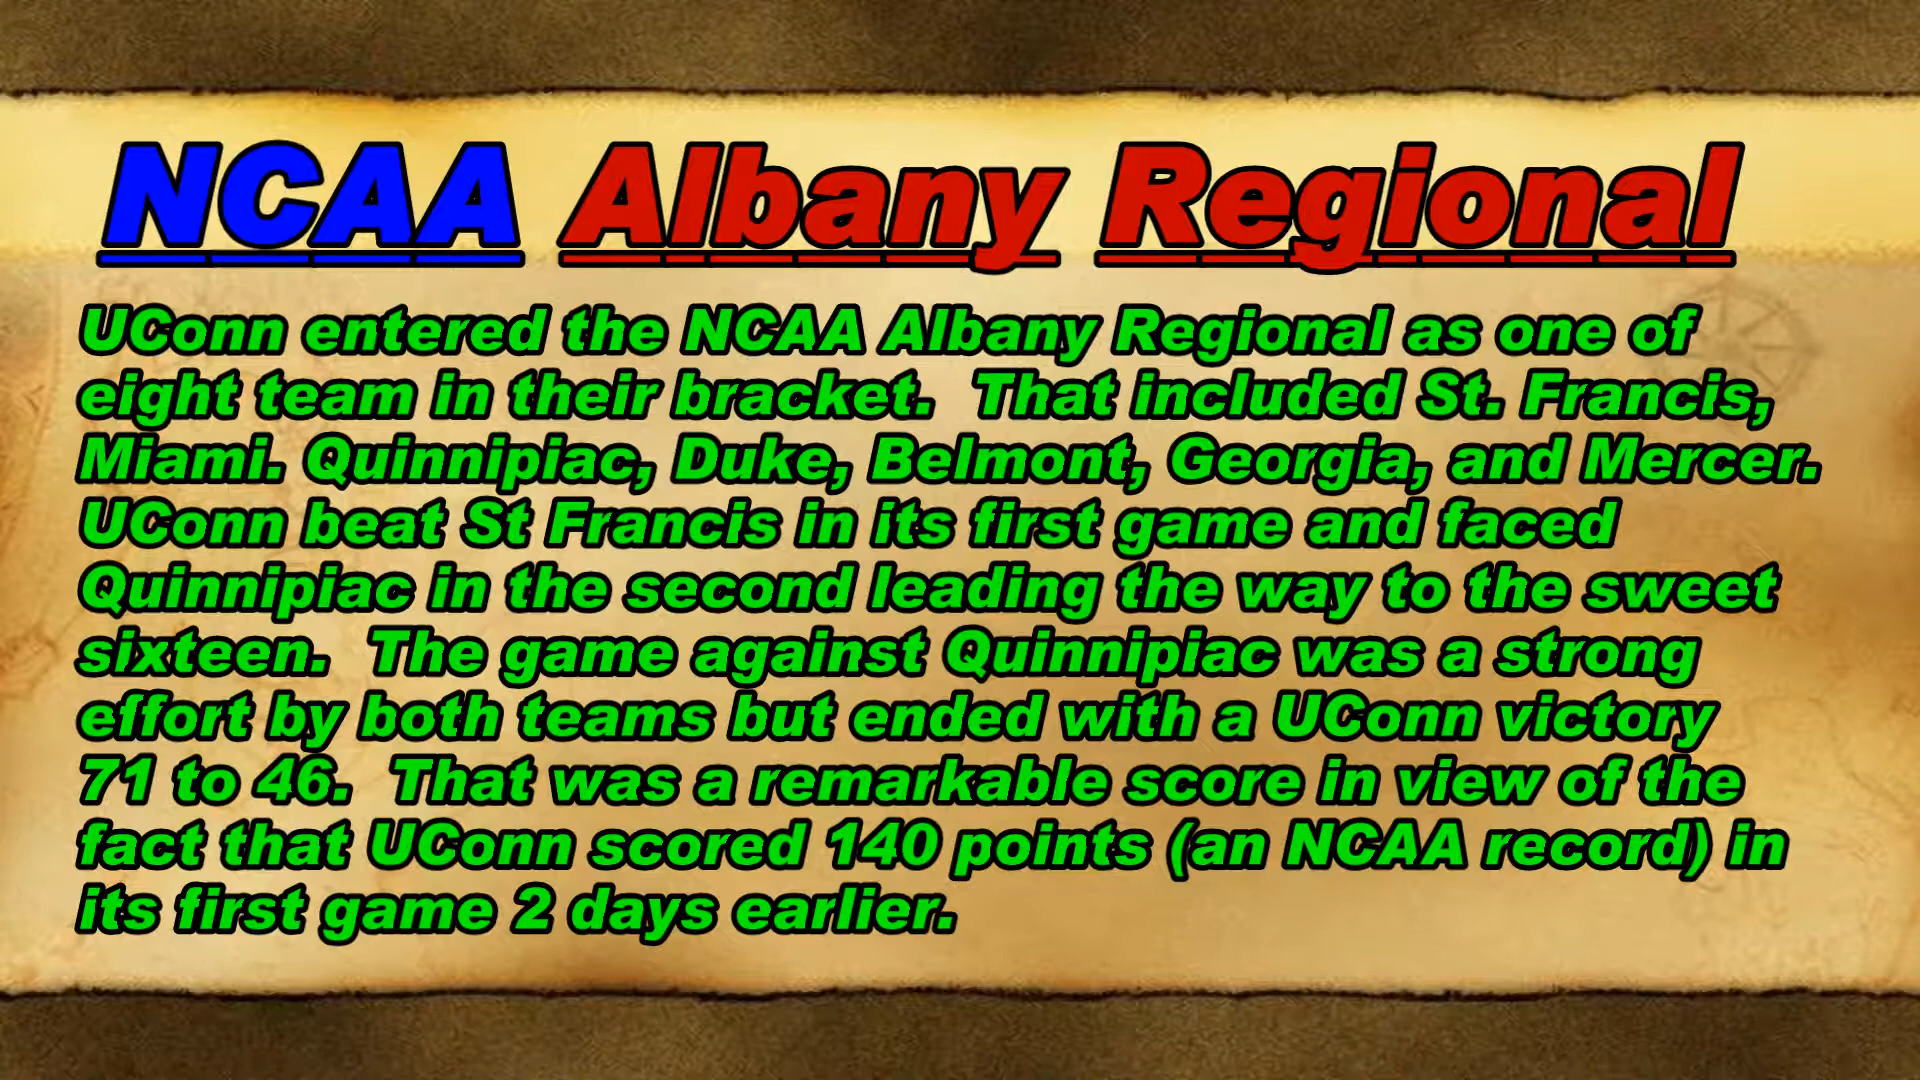 NCAA Albany Regional
UConn entered the NCAA Albany Regional as one of
eight team in their bracket.  That included St. Francis,
Miami. Quinnipiac, Duke, Belmont, Georgia, and Mercer.
UConn beat St Francis in its first game and faced
Quinnipiac in the second leading the way to the sweet
sixteen.  The game against Quinnipiac was a strong
effort by both teams but ended with a UConn victory
71 to 46.  That was a remarkable score in view of the
fact that UConn scored 140 points (an NCAA record) in
its first game 2 days earlier.